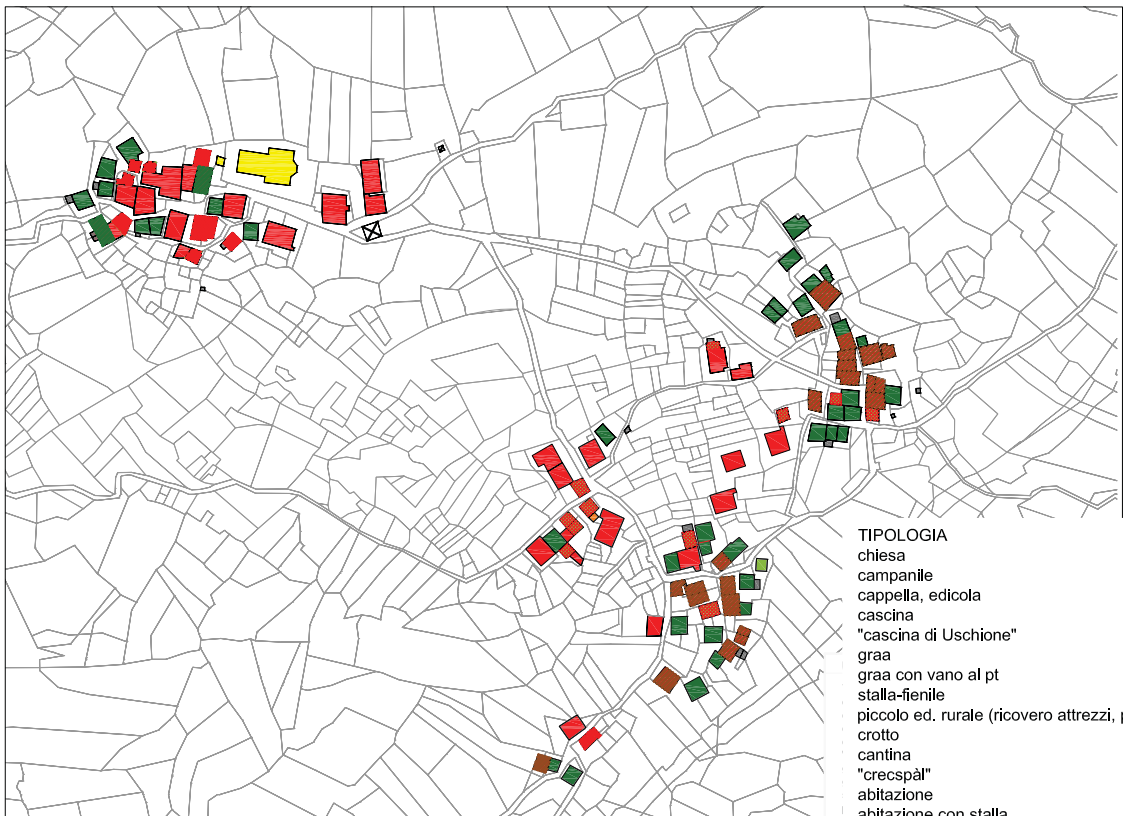 TIPOLOGIA
chiesa
campanile
cappella, edicola
cascina
"cascina di Uschione"
graa
graa con vano al pt
stalla-fienile
piccolo ed. rurale (ricovero attrezzi,
crotto
cantina
"crecspàl"
abitazione
abitazione con stalla